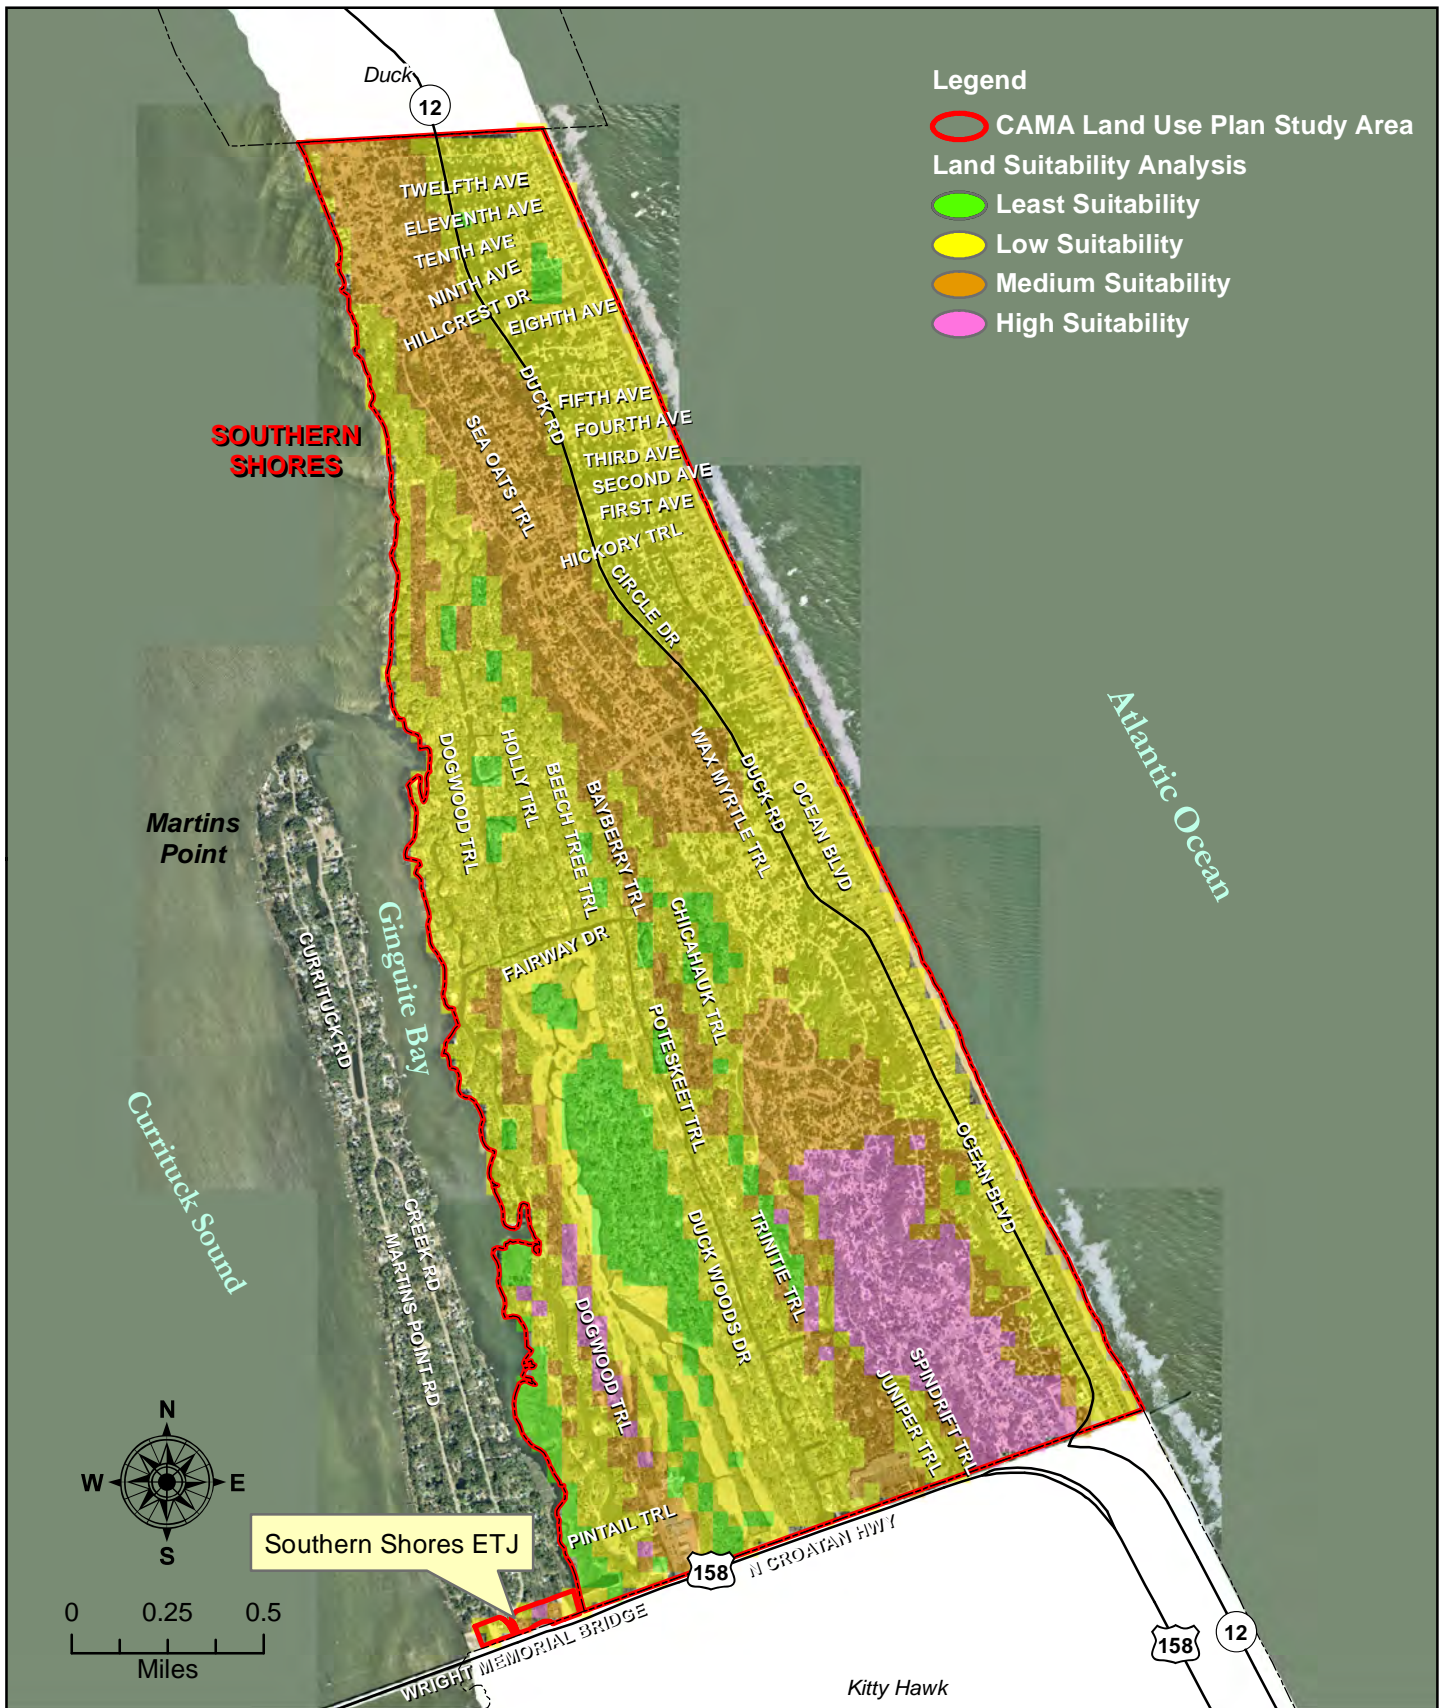 Duck
12
Legend
CAMA Land Use Plan Study Area
Land Suitability Analysis
Least Suitability
Low Suitability
Medium Suitability
High Suitability
TWELFTH AVE
ELEVENTH AVE
TENTH AVE
NINTH AVE
HILLCREST DR
EIGHTH AVE
DUCK RD
FIFTH AVE
FOURTH AVE
THIRD AVE
SECOND AVE
FIRST AVE
HICKORY TRL
SOUTHERN
SHORES
SEA OATS TRL
CIRCLE DR
Atlantic Ocean
DOGWOOD TRL
HOLLY TRL
BEECH TREE TRL
BAYBERRY TRL
WAX MYRTLE TRL
DUCK RD
OCEAN BLVD
Martins
Point
Ginguite Bay
CURRITUCK RD
FAIRWAY DR
CHICAHAUK TRL
POTESKEET TRL
Currituck Sound
OCEAN BLVD
CREEK RD
MARTINS POINT RD
DUCK WOODS DR
TRINITIE TRL
DOGWOOD TRL
SPINDRIFT TRL
JUNIPER TRL
N
W
E
S
Southern Shores ETJ
PINTAIL TRL
158
N CROATAN HWY
0 0.25 0.5
Miles
WRIGHT MEMORIAL BRIDGE
158
12
Kitty Hawk